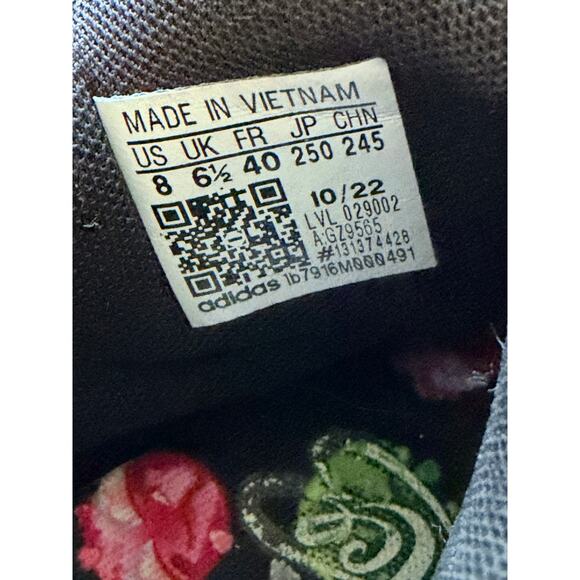 MADE IN VIETNAM
US UK FR JP CHN
8 6½ 40 250 245
10/22
LVL 029002
A:GZ9565
#131374428
adidas 1b7916M000491